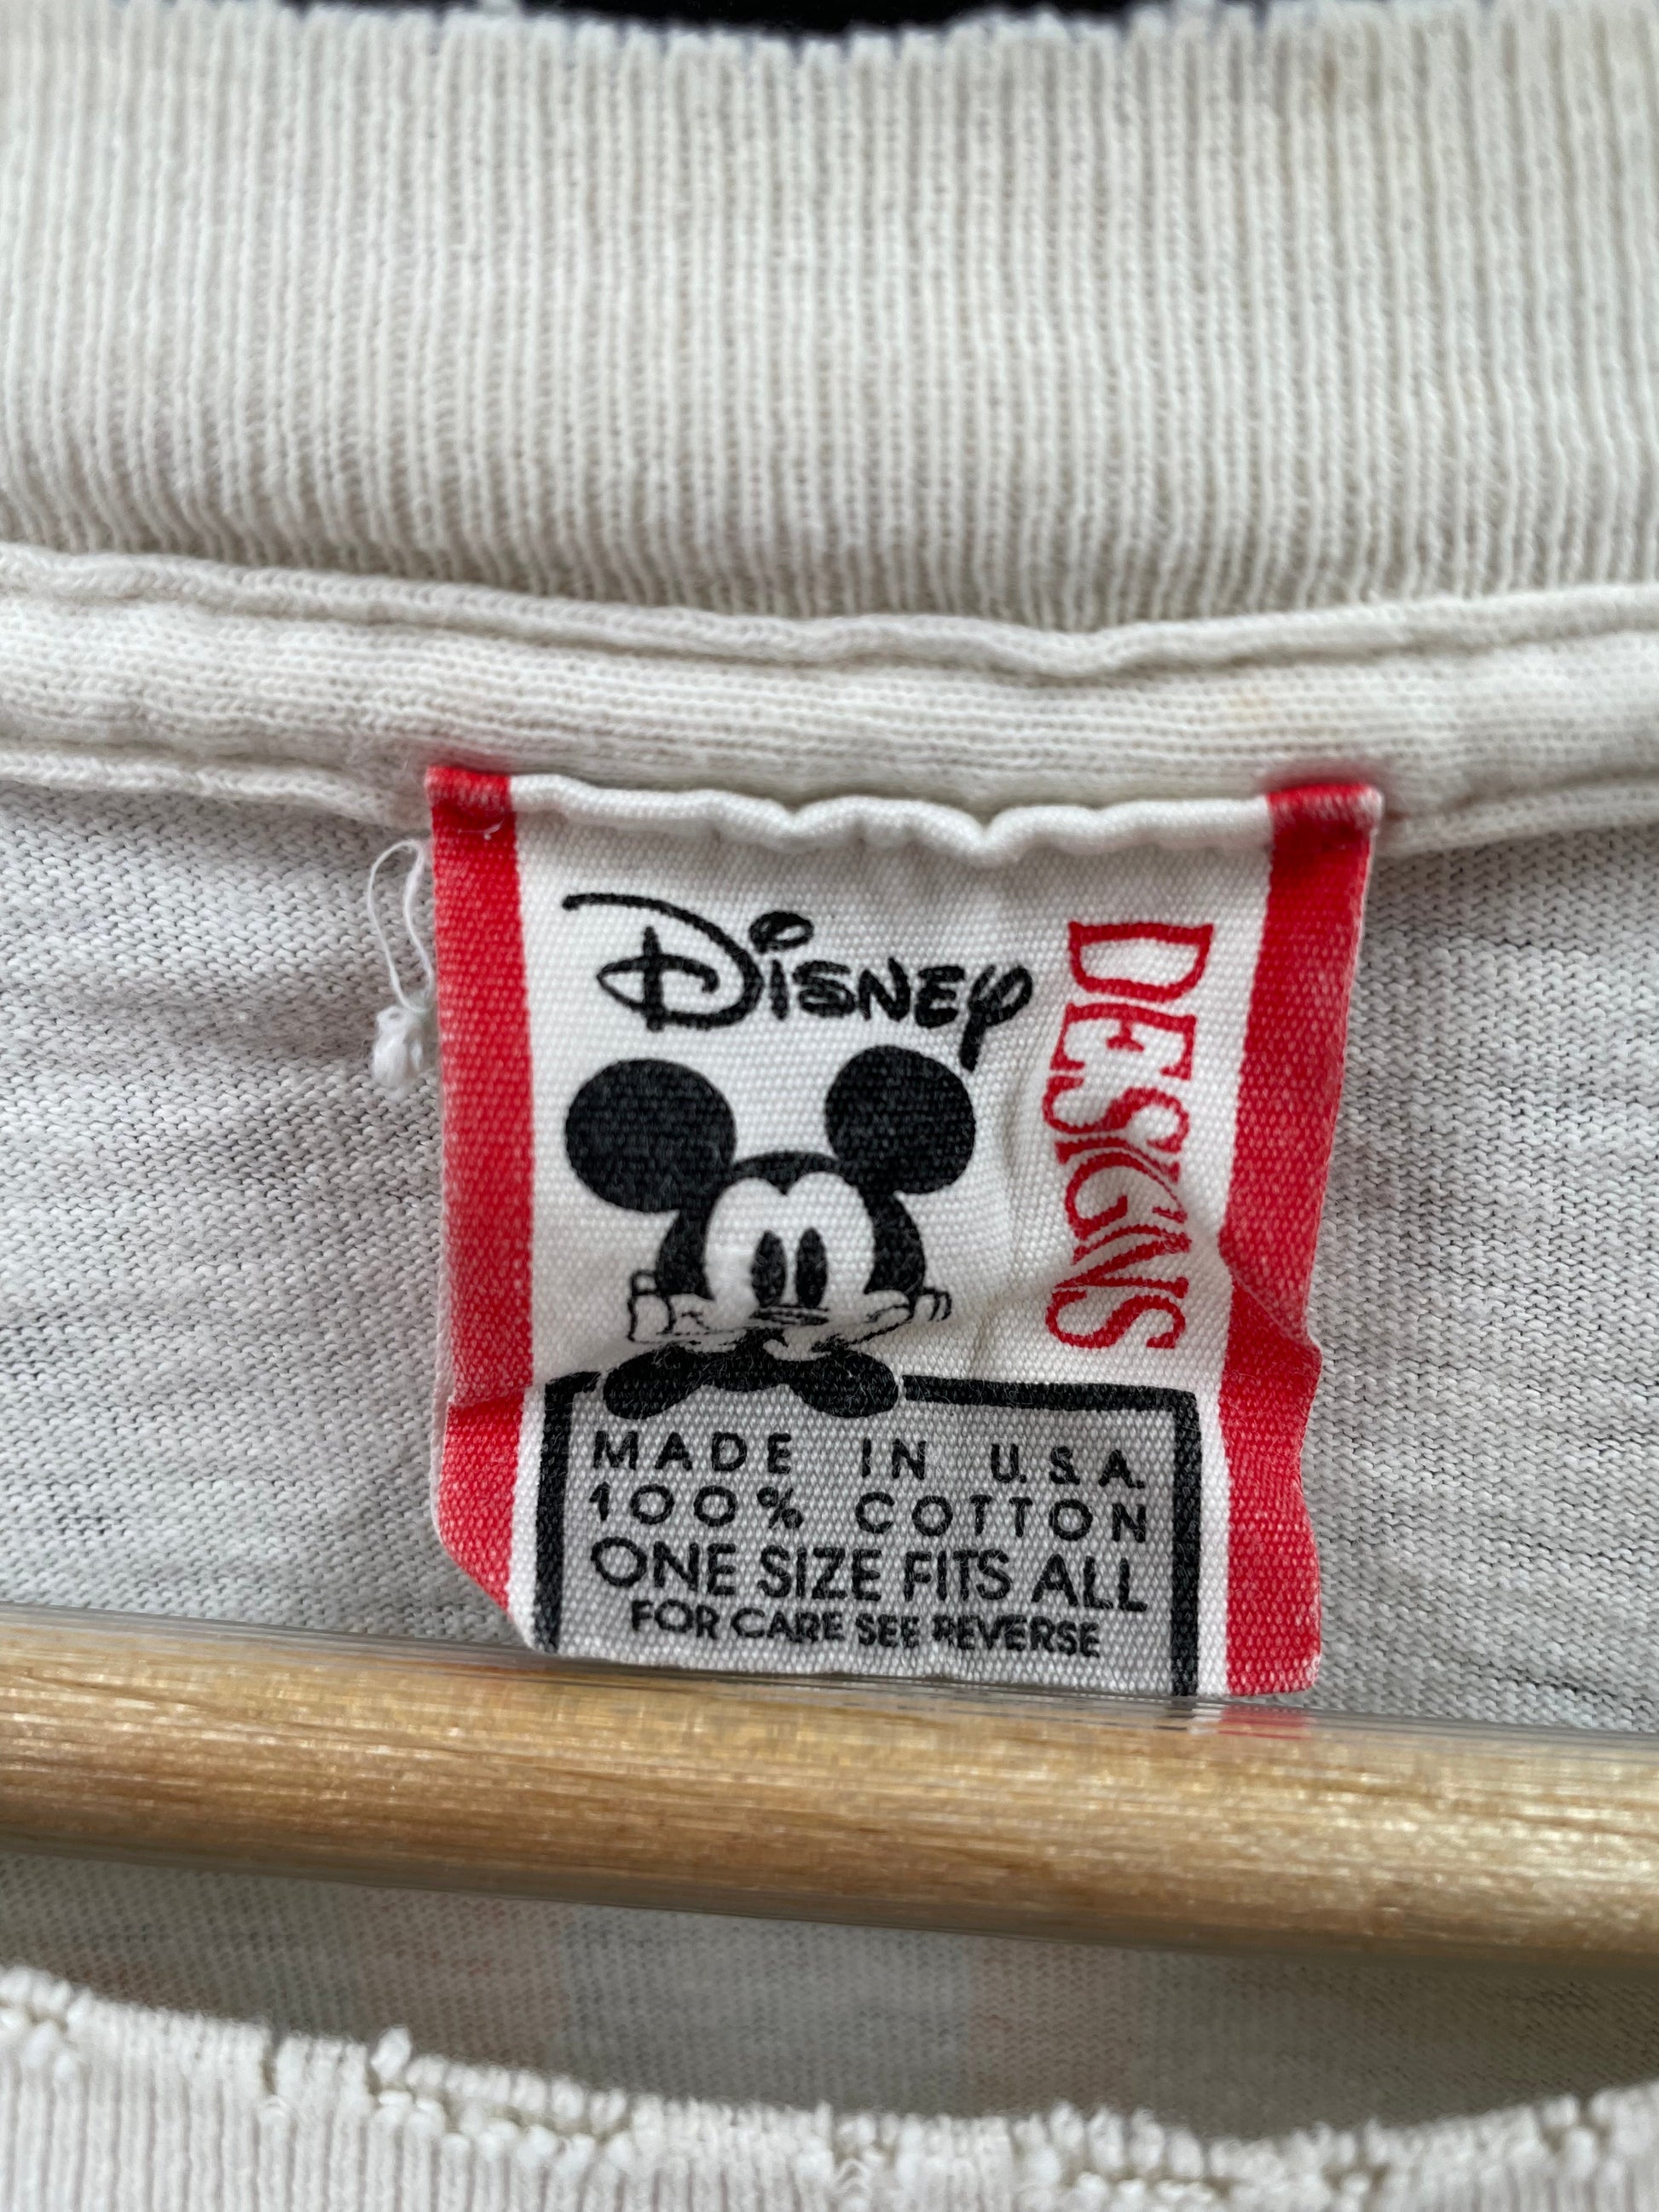 Disney
DESIGNS
MADE IN U.S.A.
100% COTTON
ONE SIZE FITS ALL
FOR CARE SEE REVERSE